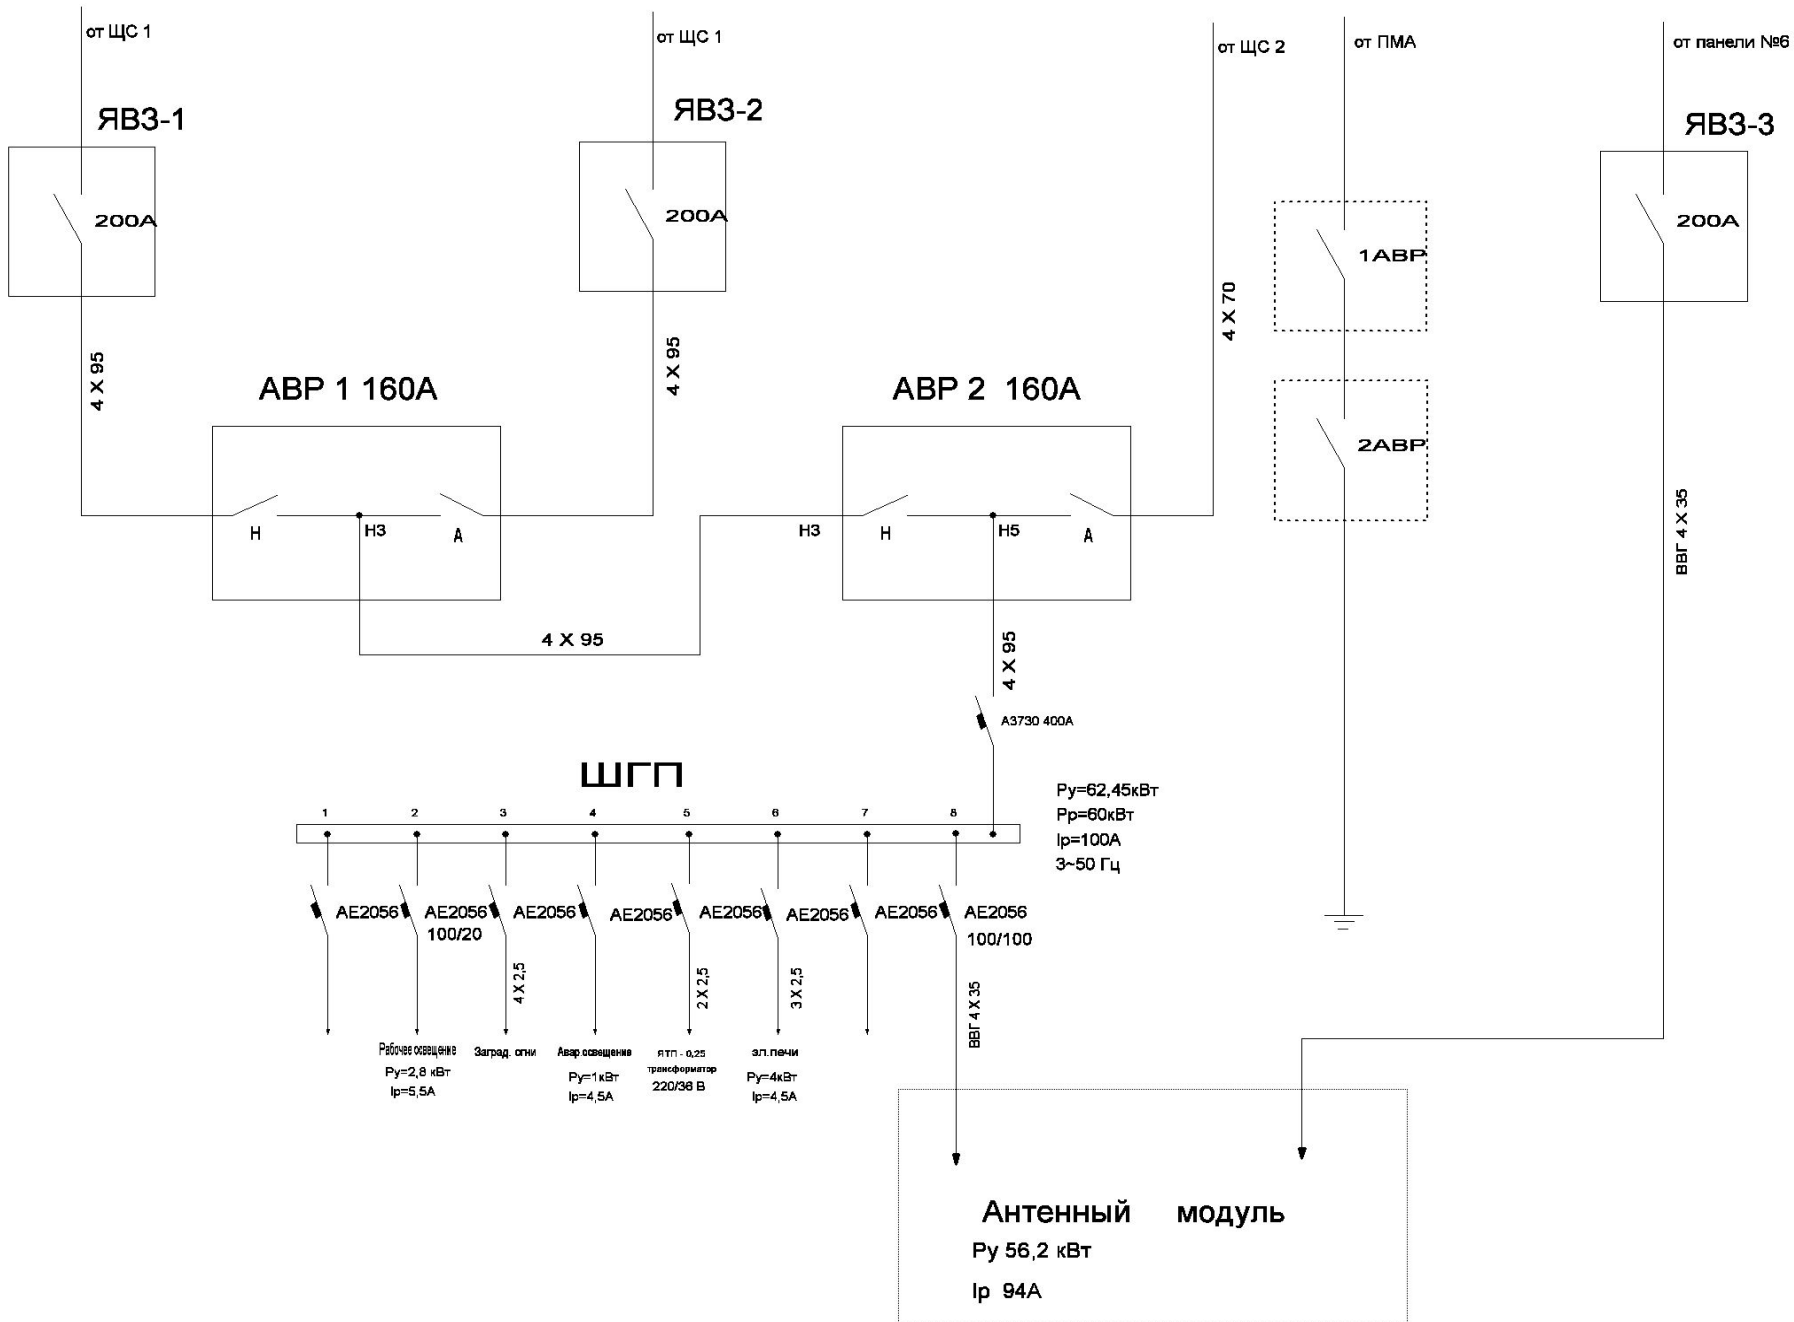 от ЩС 1
от ЩС 1
от ЩС 2
от ПМА
от панели №6
ЯВЗ-1
ЯВЗ-2
ЯВЗ-3
200А
200А
200А
1АВР
2АВР
4 Х 95
4 Х 95
4 Х 70
ВВГ 4 Х 35
АВР 1 160А
АВР 2 160А
Н
Н3
А
Н3
Н
Н5
А
4 Х 95
4 Х 95
А3730 400А
ШГП
Ру=62,45кВт
Рр=60кВт
Iр=100А
3~50 Гц
1
2
3
4
5
6
7
8
АЕ2056
АЕ2056
100/20
АЕ2056
АЕ2056
АЕ2056
АЕ2056
АЕ2056
АЕ2056
100/100
4 Х 2,5
2 Х 2,5
3 Х 2,5
ВВГ 4 Х 35
Рабочее освещение
Ру=2,8 кВт
Iр=5,5А
Заград. огни
Авар.освещение
Ру=1кВт
Iр=4,5А
ЯТП - 0,25
трансформатор
220/36 В
эл.печи
Ру=4кВт
Iр=4,5А
Антенный модуль
Ру 56,2 кВт
Iр 94А